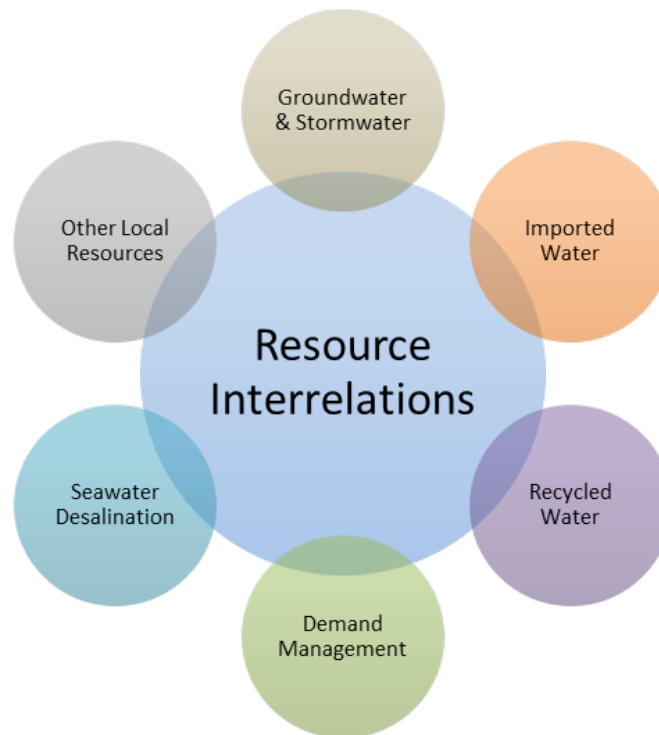 Groundwater
& Stormwater
Other Local
Resources
Imported
Water
Resource
Interrelations
Seawater
Desalination
Recycled
Water
Demand
Management